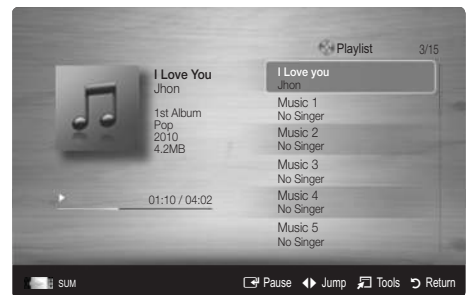 Playlist 3/15
I Love You
Jhon
1st Album
Pop
2010
4.2MB
01:10 / 04:02
I Love you
Jhon
Music 1
No Singer
Music 2
No Singer
Music 3
No Singer
Music 4
No Singer
Music 5
No Singer
SUM
Pause Jump Tools Return